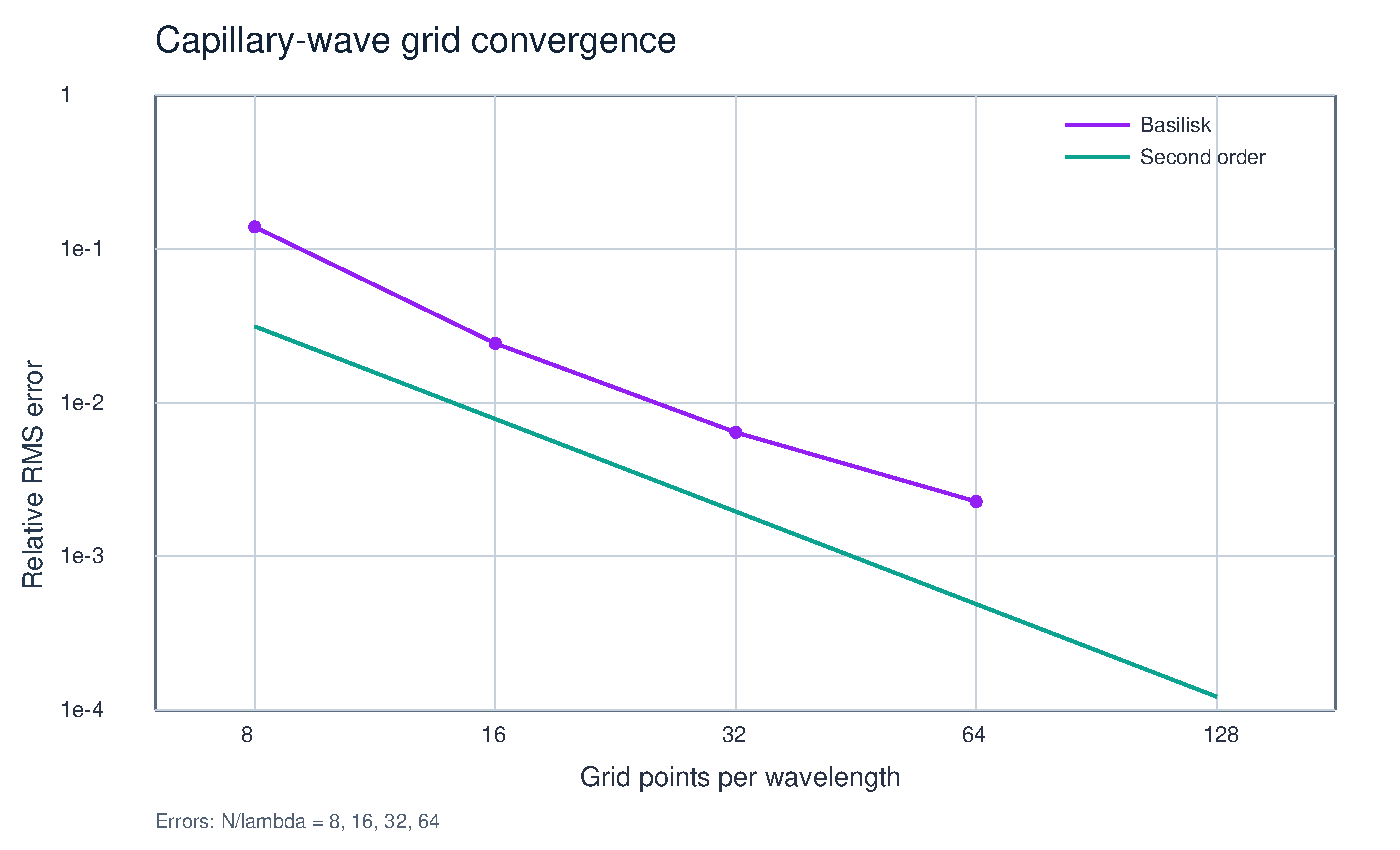 Capillary-wave grid convergence
1
Basilisk
Second order
1e-1
1e-2
1e-3
1e-4
Relative RMS error
8
16
32
64
128
Grid points per wavelength
Errors: N/lambda = 8, 16, 32, 64